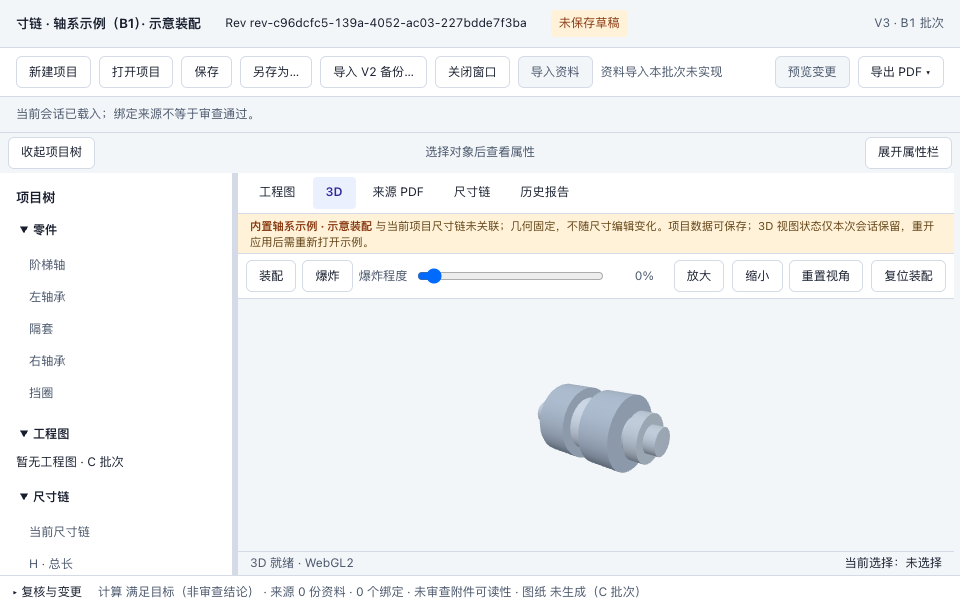 寸链 · 轴系示例（B1）· 示意装配 Rev rev-c96dcfc5-139a-4052-ac03-227bdde7f3ba 未保存草稿 V3 · B1 批次
新建项目 打开项目 保存 另存为… 导入 V2 备份… 关闭窗口 导入资料 资料导入本批次未实现 预览变更 导出 PDF ▾
当前会话已载入；绑定来源不等于审查通过。
收起项目树 选择对象后查看属性 展开属性栏
项目树
▼ 零件
阶梯轴
左轴承
隔套
右轴承
挡圈
▼ 工程图
暂无工程图 · C 批次
▼ 尺寸链
当前尺寸链
H · 总长
工程图 3D 来源 PDF 尺寸链 历史报告
内置轴系示例 · 示意装配 与当前项目尺寸链未关联；几何固定，不随尺寸编辑变化。项目数据可保存；3D 视图状态仅本次会话保留，重开
应用后需重新打开示例。
装配 爆炸 爆炸程度 0% 放大 缩小 重置视角 复位装配
3D 就绪 · WebGL2 当前选择：未选择
▸ 复核与变更 计算 满足目标（非审查结论） · 来源 0 份资料 · 0 个绑定 · 未审查附件可读性 · 图纸 未生成（C 批次）